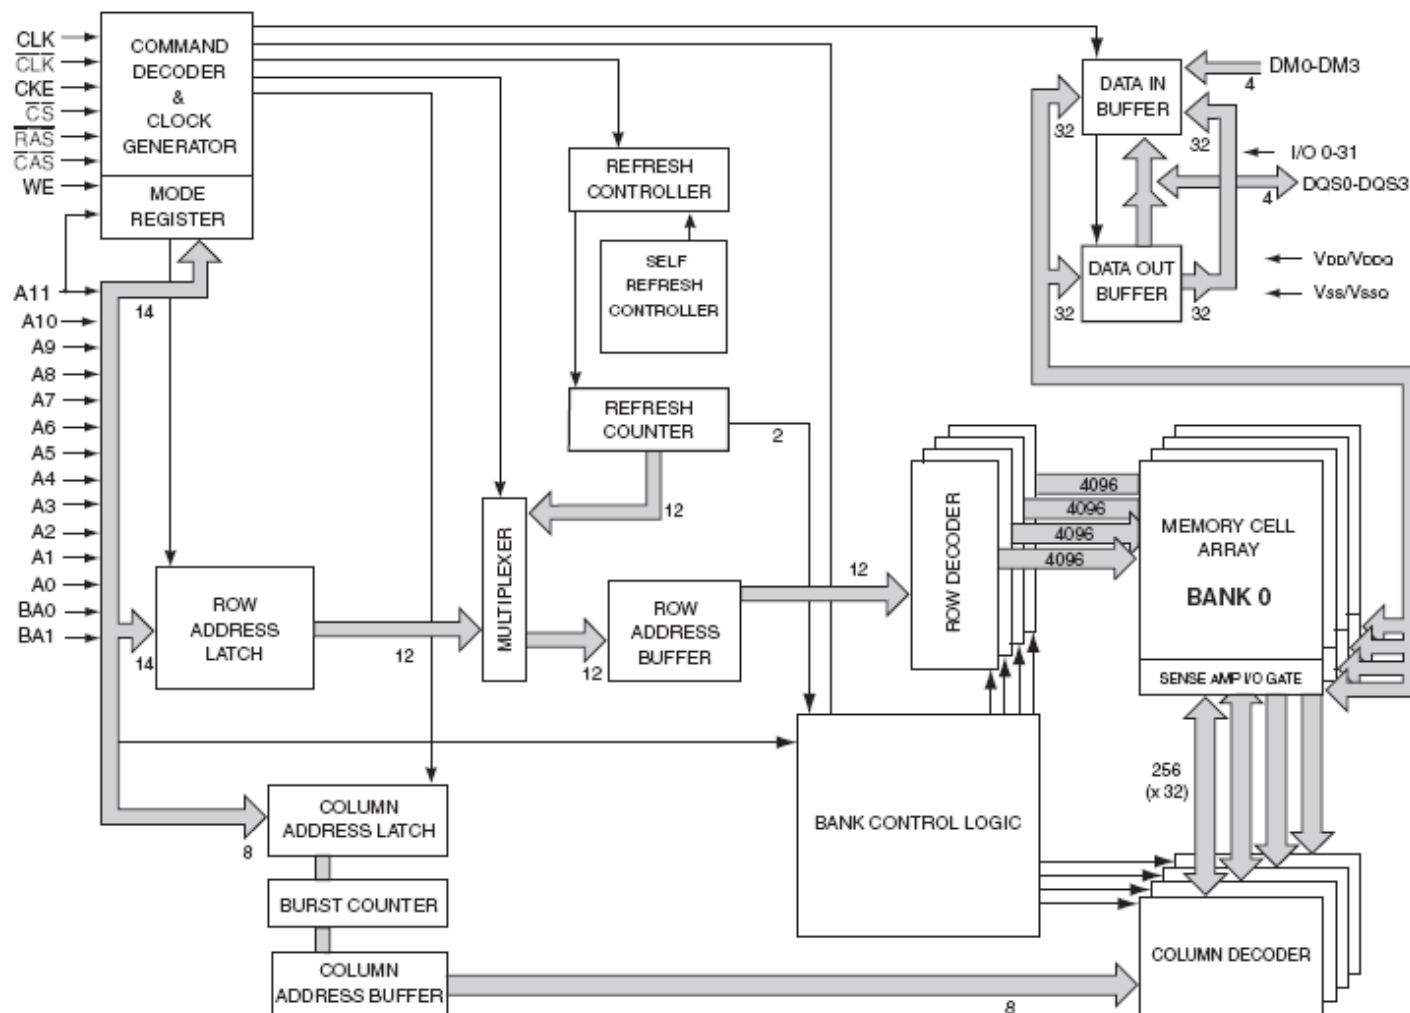 CLK
CLK
CKE
CS
RAS
CAS
WE
COMMAND
DECODER
&
CLOCK
GENERATOR
MODE
REGISTER
14
A11
A10
A9
A8
A7
A6
A5
A4
A3
A2
A1
A0
BA0
BA1
14
ROW
ADDRESS
LATCH
12
REFRESH
CONTROLLER
SELF
REFRESH
CONTROLLER
REFRESH
COUNTER
2
12
MULTIPLEXER
12
ROW
ADDRESS
BUFFER
12
ROW DECODER
4096
4096
4096
4096
MEMORY CELL
ARRAY
BANK 0
SENSE AMP I/O GATE
DATA IN
BUFFER
DM0-DM3
4
32
32
I/O 0-31
DQS0-DQS3
4
DATA OUT
BUFFER
32
32
VDD/VDDQ
VSS/VSSQ
256
(x 32)
BANK CONTROL LOGIC
COLUMN
ADDRESS LATCH
8
BURST COUNTER
COLUMN
ADDRESS BUFFER
8
COLUMN DECODER